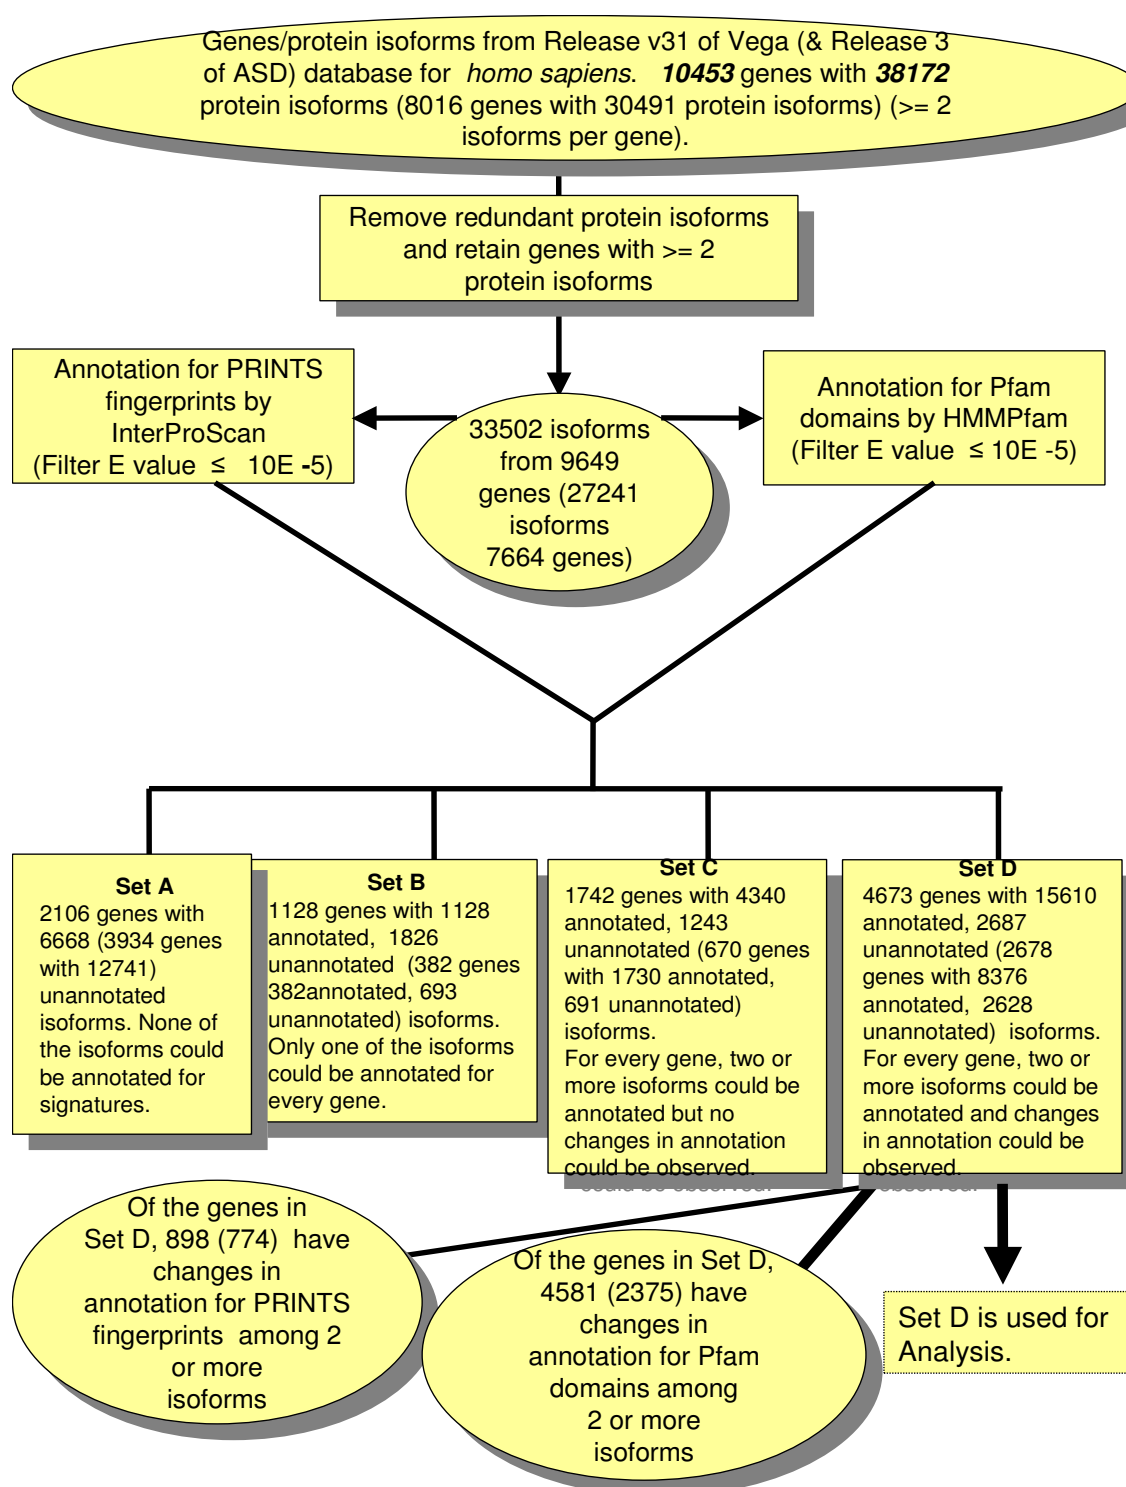 Genes/protein isoforms from Release v31 of Vega (& Release 3
of ASD) database for homo sapiens. 10453 genes with 38172
protein isoforms (8016 genes with 30491 protein isoforms) (>= 2
isoforms per gene).
Remove redundant protein isoforms
and retain genes with >= 2
protein isoforms
Annotation for PRINTS
fingerprints by
InterProScan
(Filter E value ≤ 10E -5)
33502 isoforms
from 9649
genes (27241
isoforms
7664 genes)
Annotation for Pfam
domains by HMMPfam
(Filter E value ≤ 10E -5)
Set A
2106 genes with
6668 (3934 genes
with 12741)
unannotated
isoforms. None of
the isoforms could
be annotated for
signatures.
Set B
1128 genes with 1128
annotated, 1826
unannotated (382 genes
382annotated, 693
unannotated) isoforms.
Only one of the isoforms
could be annotated for
every gene.
Set C
1742 genes with 4340
annotated, 1243
unannotated (670 genes
with 1730 annotated,
691 unannotated)
isoforms.
For every gene, two or
more isoforms could be
annotated but no
changes in annotation
could be observed.
Set D
4673 genes with 15610
annotated, 2687
unannotated (2678
genes with 8376
annotated, 2628
unannotated) isoforms.
For every gene, two or
more isoforms could be
annotated and changes
in annotation could be
observed.
Of the genes in
Set D, 898 (774) have
changes in
annotation for PRINTS
fingerprints among 2
or more
isoforms
Of the genes in Set D,
4581 (2375) have
changes in
annotation for Pfam
domains among
2 or more
isoforms
Set D is used for
Analysis.